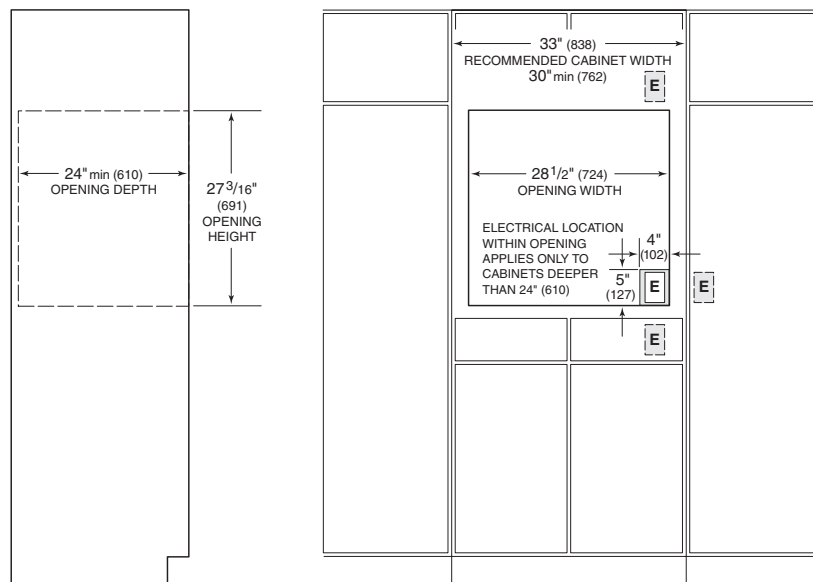 24" min (610)
OPENING DEPTH
27 3/16"
(691)
OPENING
HEIGHT
33" (838)
RECOMMENDED CABINET WIDTH
30" min (762)
E
28 1/2" (724)
OPENING WIDTH
ELECTRICAL LOCATION
WITHIN OPENING
APPLIES ONLY TO
CABINETS DEEPER
THAN 24" (610)
4"
(102)
5"
(127)
E
E
E